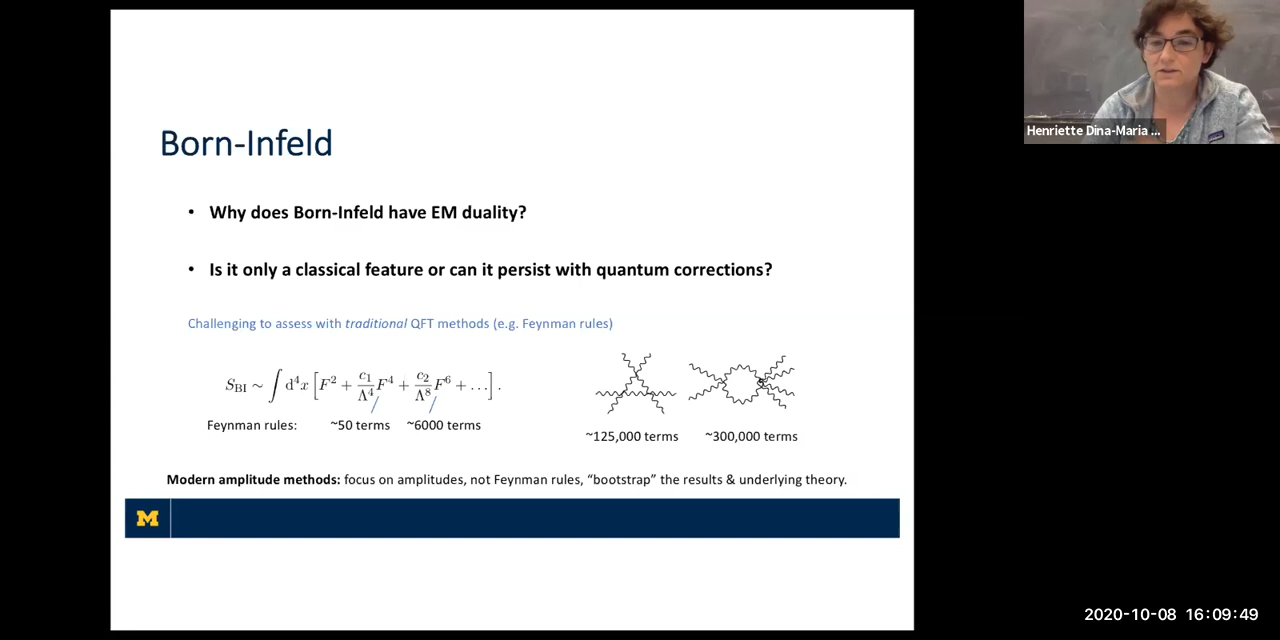 Henriette Dina-Maria ...
Born-Infeld
• Why does Born-Infeld have EM duality?
• Is it only a classical feature or can it persist with quantum corrections?
Challenging to assess with traditional QFT methods (e.g. Feynman rules)
S_BI ∼ ∫ d⁴x [F² + c₁/Λ⁴ F⁴ + c₂/Λ⁸ F⁶ + …] .
Feynman rules: ~50 terms ~6000 terms
~125,000 terms ~300,000 terms
Modern amplitude methods: focus on amplitudes, not Feynman rules, “bootstrap” the results & underlying theory.
M
2020-10-08 16:09:49